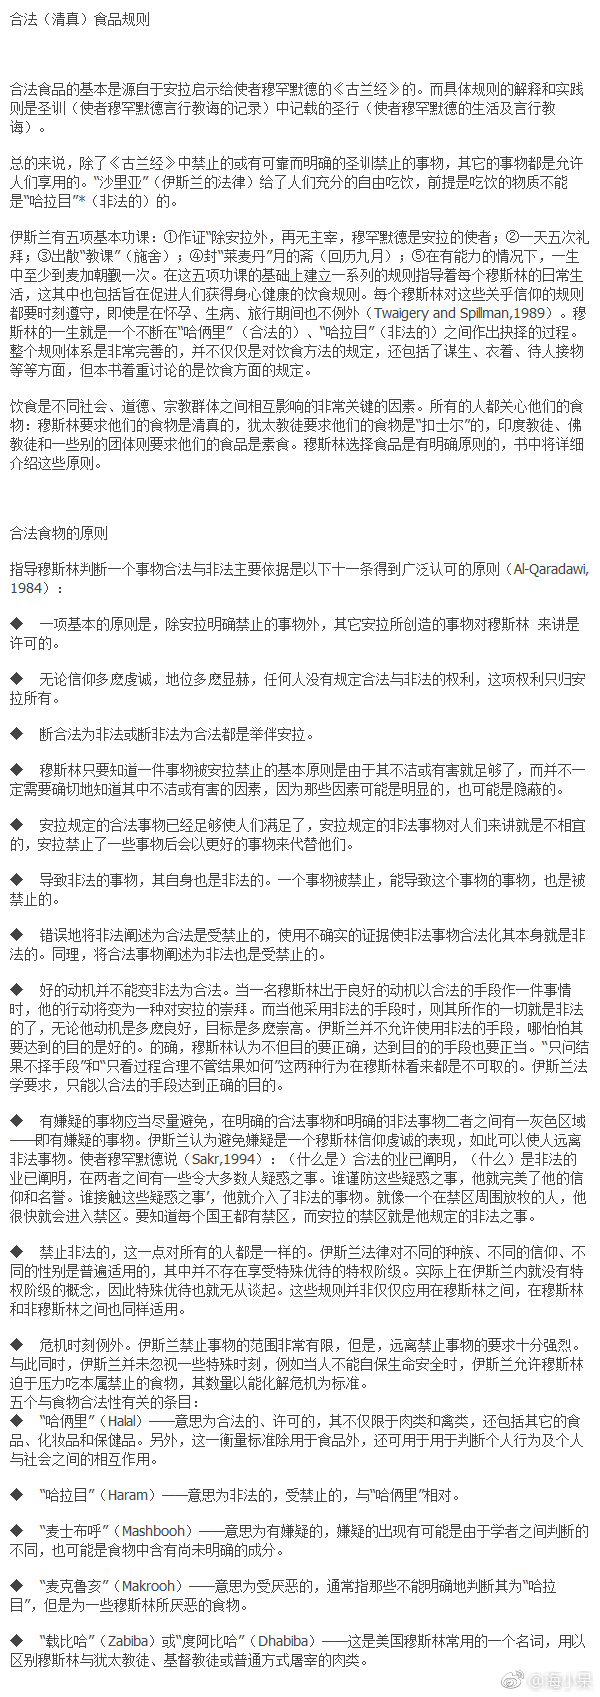 合法（清真）食品规则
合法食品的基本是源自于安拉启示给使者穆罕默德的《古兰经》的。而具体规则的解释和实践
则是圣训（使者穆罕默德言行教诲的记录）中记载的圣行（使者穆罕默德的生活及言行教
诲）。
总的来说，除了《古兰经》中禁止的或有可靠而明确的圣训禁止的事物，其它的事物都是允许
人们享用的。“沙里亚”（伊斯兰的法律）给了人们充分的自由吃饮，前提是吃饮的物质不能
是“哈拉目”*（非法的）的。
伊斯兰有五项基本功课：①作证“除安拉外，再无主宰，穆罕默德是安拉的使者；②一天五次礼
拜；③出散“教课”（施舍）；④封“莱麦丹”月的斋（回历九月）；⑤在有能力的情况下，一生
中至少到麦加朝觐一次。在这五项功课的基础上建立一系列的规则指导着每个穆斯林的日常生
活，这其中也包括旨在促进人们获得身心健康的饮食规则。每个穆斯林对这些关乎信仰的规则
都要时刻遵守，即使是在怀孕、生病、旅行期间也不例外（Twaigery and Spillman,1989）。穆
斯林的一生就是一个不断在“哈俩里”（合法的）、“哈拉目”（非法的）之间作出抉择的过程。
整个规则体系是非常完善的，并不仅仅是对饮食方法的规定，还包括了谋生、衣着、待人接物
等等方面，但本书着重讨论的是饮食方面的规定。
饮食是不同社会、道德、宗教群体之间相互影响的非常关键的因素。所有的人都关心他们的食
物：穆斯林要求他们的食物是清真的，犹太教徒要求他们的食物是“扣士尔”的，印度教徒、佛
教徒和一些别的团体则要求他们的食品是素食。穆斯林选择食品是有明确原则的，书中将详细
介绍这些原则。
合法食物的原则
指导穆斯林判断一个事物合法与非法主要依据是以下十一条得到广泛认可的原则（Al-Qaradawi,
1984）：
◆ 一项基本的原则是，除安拉明确禁止的事物外，其它安拉所创造的事物对穆斯林 来讲是
许可的。
◆ 无论信仰多麽虔诚，地位多麽显赫，任何人没有规定合法与非法的权利，这项权利只归安
拉所有。
◆ 断合法为非法或断非法为合法都是举伴安拉。
◆ 穆斯林只要知道一件事物被安拉禁止的基本原则是由于其不洁或有害就足够了，而并不一
定需要确切地知道其中不洁或有害的因素，因为那些因素可能是明显的，也可能是隐蔽的。
◆ 安拉规定的合法事物已经足够使人们满足了，安拉规定的非法事物对人们来讲就是不相宜
的，安拉禁止了一些事物后会以更好的事物来代替他们。
◆ 导致非法的事物，其自身也是非法的。一个事物被禁止，能导致这个事物的事物，也是被
禁止的。
◆ 错误地将非法阐述为合法是受禁止的，使用不确实的证据使非法事物合法化其本身就是非
法的。同理，将合法事物阐述为非法也是受禁止的。
◆ 好的动机并不能变非法为合法。当一名穆斯林出于良好的动机以合法的手段作一件事情
时，他的行动将变为一种对安拉的崇拜。而当他采用非法的手段时，则其所作的一切就是非法
的了，无论他动机是多麽良好，目标是多麽崇高。伊斯兰并不允许使用非法的手段，哪怕怕其
要达到的目的是好的。的确，穆斯林认为不但目的要正确，达到目的的手段也要正当。“只问结
果不择手段”和“只看过程合理不管结果如何”这两种行为在穆斯林看来都是不可取的。伊斯兰法
学要求，只能以合法的手段达到正确的目的。
◆ 有嫌疑的事物应当尽量避免，在明确的合法事物和明确的非法事物二者之间有一灰色区域
——即有嫌疑的事物。伊斯兰认为避免嫌疑是一个穆斯林信仰虔诚的表现，如此可以使人远离
非法事物。使者穆罕默德说（Sakr,1994）：（什么是）合法的业已阐明，（什么）是非法的
业已阐明，在两者之间有一些令大多数人疑惑之事。谁谨防这些疑惑之事，他就完美了他的信
仰和名誉。谁接触这些疑惑之事’，他就介入了非法的事物。就像一个在禁区周围放牧的人，他
很快就会进入禁区。要知道每个国王都有禁区，而安拉的禁区就是他规定的非法之事。
◆ 禁止非法的，这一点对所有的人都是一样的。伊斯兰法律对不同的种族、不同的信仰、不
同的性别是普遍适用的，其中并不存在享受特殊优待的特权阶级。实际上在伊斯兰内就没有特
权阶级的概念，因此特殊优待也就无从谈起。这些规则并非仅仅应用在穆斯林之间，在穆斯林
和非穆斯林之间也同样适用。
◆ 危机时刻例外。伊斯兰禁止事物的范围非常有限，但是，远离禁止事物的要求十分强烈。
与此同时，伊斯兰并未忽视一些特殊时刻，例如当人不能自保生命安全时，伊斯兰允许穆斯林
迫于压力吃本属禁止的食物，其数量以能化解危机为标准。
五个与食物合法性有关的条目：
◆ “哈俩里”（Halal）——意思为合法的、许可的，其不仅限于肉类和禽类，还包括其它的食
品、化妆品和保健品。另外，这一衡量标准除用于食品外，还可用于用于判断个人行为及个人
与社会之间的相互作用。
◆ “哈拉目”（Haram）——意思为非法的，受禁止的，与“哈俩里”相对。
◆ “麦士布呼”（Mashbooh）——意思为有嫌疑的，嫌疑的出现有可能是由于学者之间判断的
不同，也可能是食物中含有尚未明确的成分。
◆ “麦克鲁亥”（Makrooh）——意思为受厌恶的，通常指那些不能明确地判断其为“哈拉
目”，但是为一些穆斯林所厌恶的食物。
◆ “载比哈”（Zabiba）或“度阿比哈”（Dhabiba）——这是美国穆斯林常用的一个名词，用以
区别穆斯林与犹太教徒、基督教徒或普通方式屠宰的肉类。
@海小呆